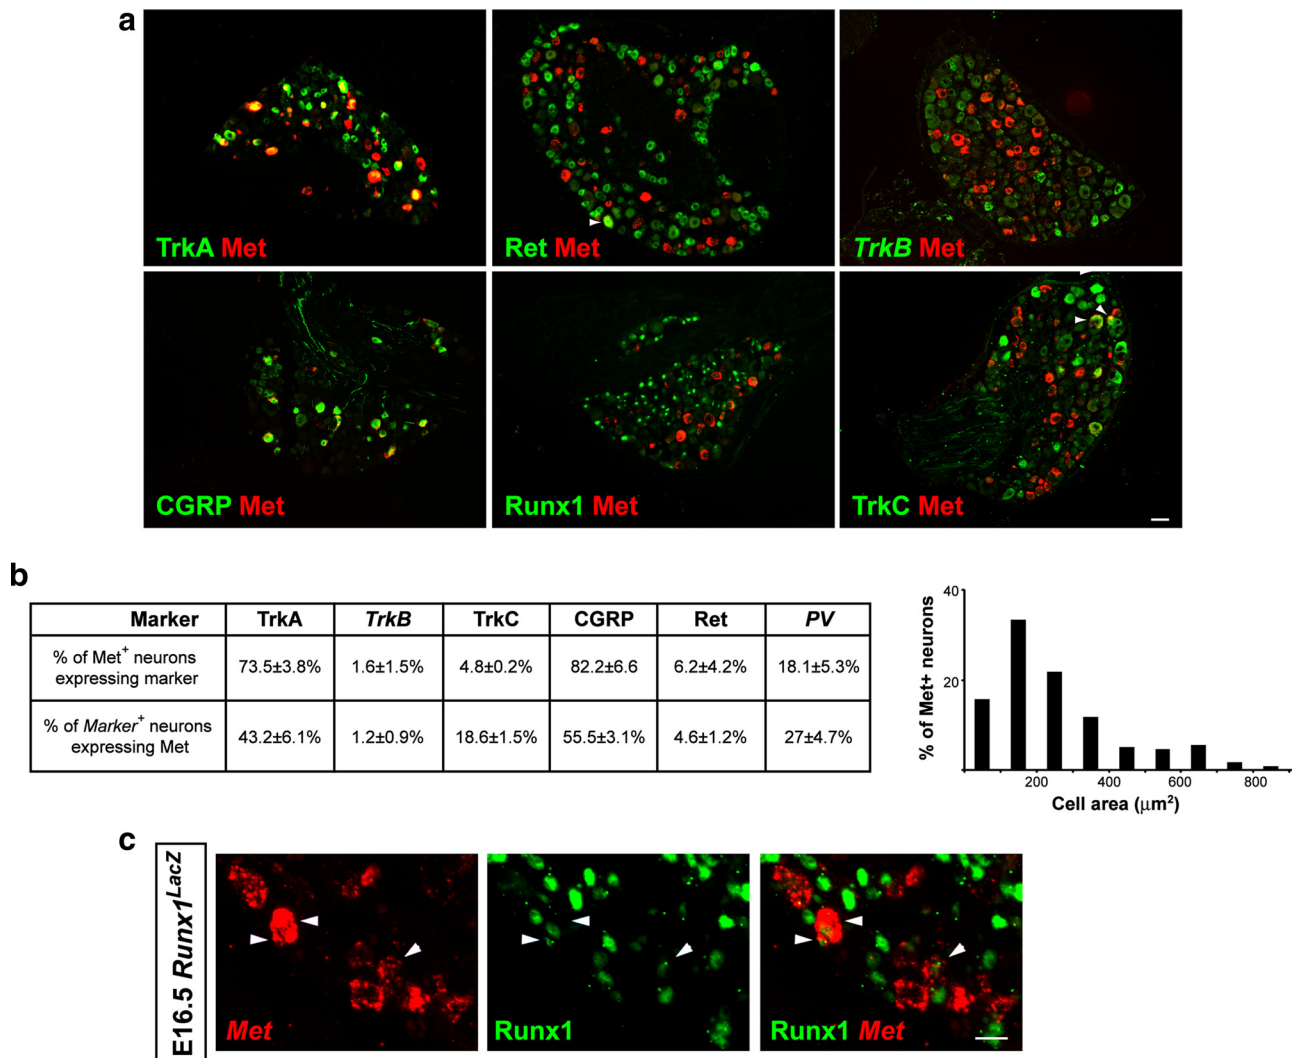 a
TrkA Met
Ret Met
TrkB Met
CGRP Met
Runx1 Met
TrkC Met
b
Marker TrkA TrkB TrkC CGRP Ret PV
% of Met+ neurons
expressing marker
73.5±3.8% 1.6±1.5% 4.8±0.2% 82.2±6.6 6.2±4.2% 18.1±5.3%
% of Marker+ neurons
expressing Met
43.2±6.1% 1.2±0.9% 18.6±1.5% 55.5±3.1% 4.6±1.2% 27±4.7%
% of Met+ neurons
40
20
200 400 600 800
Cell area (μm²)
c
E16.5 Runx1LacZ
Met
Runx1
Runx1 Met